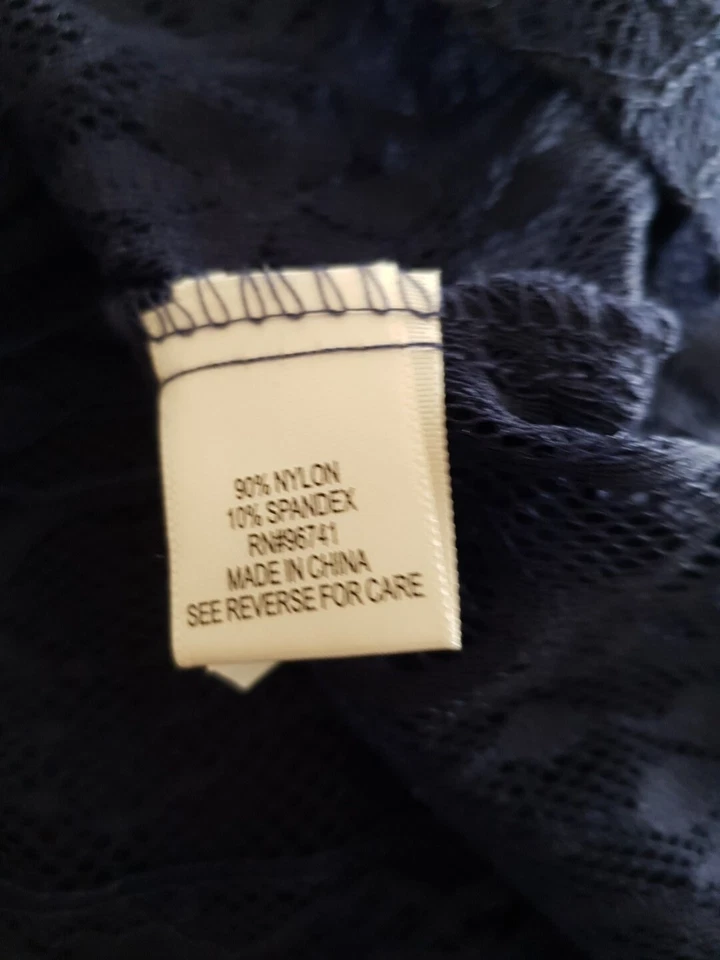 90% NYLON
10% SPANDEX
RN#96741
MADE IN CHINA
SEE REVERSE FOR CARE